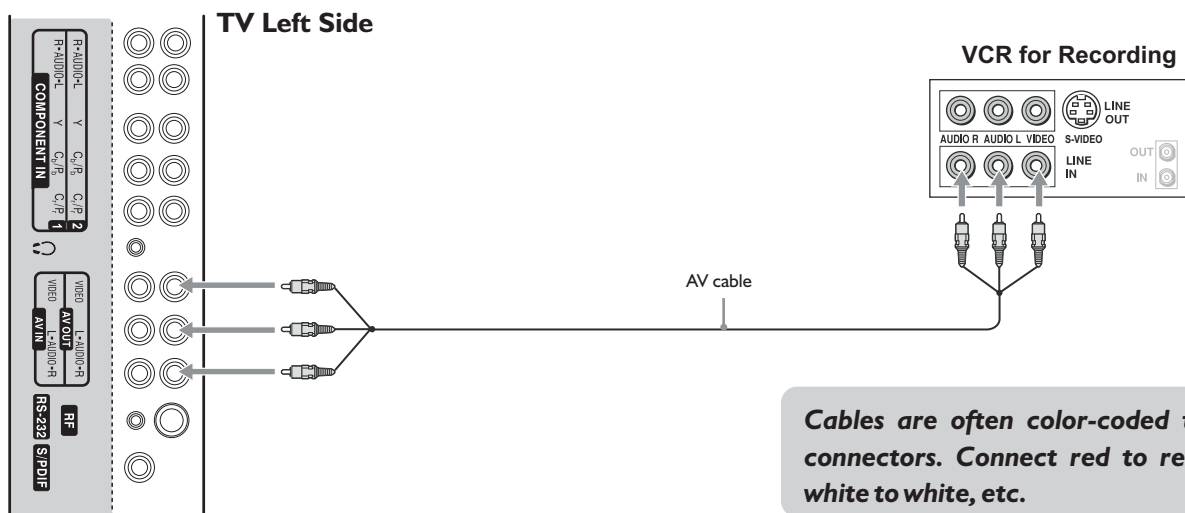 TV Left Side
R-AUDIO-L Y Cb/Pb Cr/Pr 2
R-AUDIO-L Y Cb/Pb Cr/Pr 1
COMPONENT IN
VIDEO L-AUDIO-R
AV OUT
VIDEO L-AUDIO-R
AV IN
RF
RS-232
S/PDIF
AV cable
VCR for Recording
LINE
OUT
AUDIO R AUDIO L VIDEO S-VIDEO
LINE
IN
OUT
IN
Cables are often color-coded
connectors. Connect red to
white to white, etc.